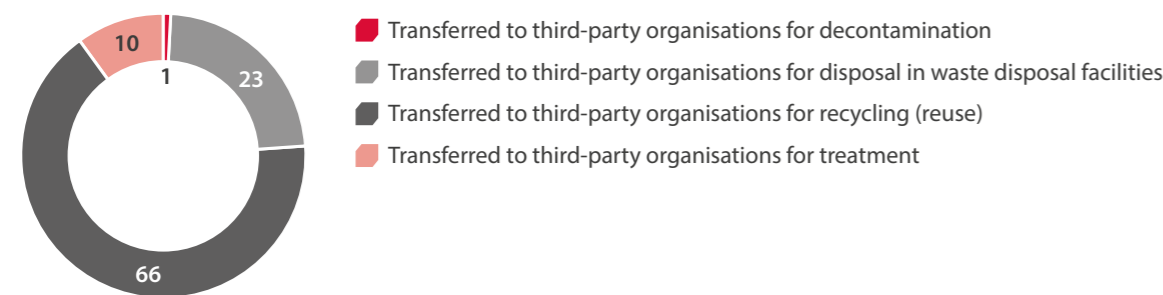 10
1
23
66
Transferred to third-party organisations for decontamination
Transferred to third-party organisations for disposal in waste disposal facilities
Transferred to third-party organisations for recycling (reuse)
Transferred to third-party organisations for treatment